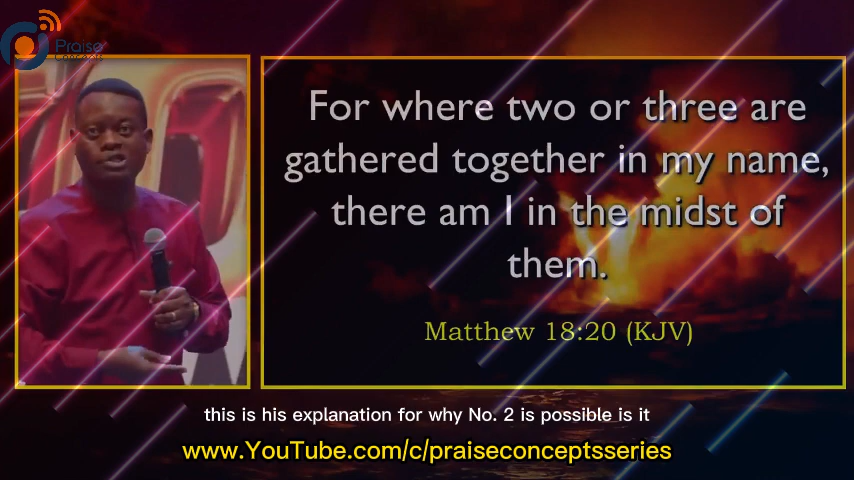 Praise
Concepts
For where two or three are
gathered together in my name,
there am I in the midst of
them.
Matthew 18:20 (KJV)
this is his explanation for why No. 2 is possible is it
www.YouTube.com/c/praiseconceptsseries